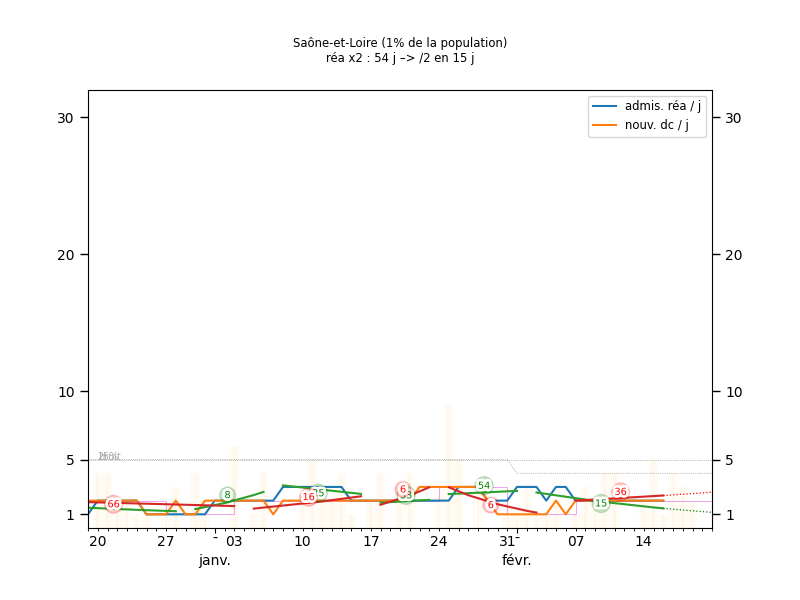 Saône-et-Loire (1% de la population)
réa x2 : 54 j –> /2 en 15 j
admis. réa / j
nouv. dc / j
30 30
20 20
10 10
5 5
1 1
66 8 16 6 54 6 15 36
20 27 - 03 10 17 24 31- 07 14
janv. févr.